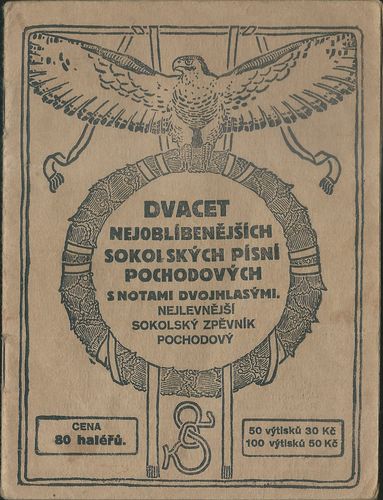 DVACET
NEJOBLÍBENĚJŠÍCH
SOKOLSKÝCH PÍSNÍ
POCHODOVÝCH
S NOTAMI DVOJHLASÝMI.
NEJLEVNĚJŠÍ
SOKOLSKÝ ZPĚVNÍK
POCHODOVÝ
CENA
80 haléřů.
50 výtisků 30 Kč
100 výtisků 50 Kč